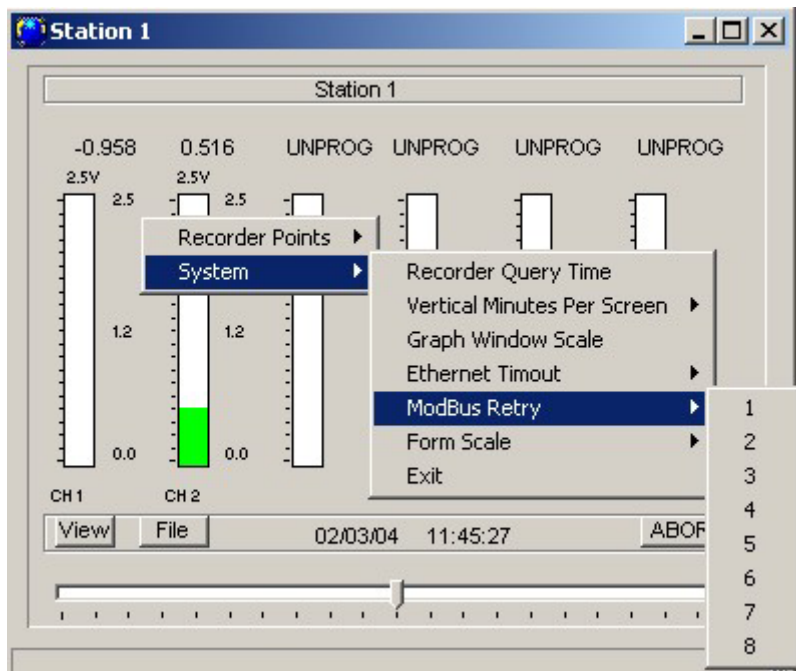 Station 1
Station 1
-0.958 0.516 UNPROG UNPROG UNPROG UNPROG
2.5V 2.5V
2.5 2.5
Recorder Points
System
Recorder Query Time
Vertical Minutes Per Screen
Graph Window Scale
Ethernet Timout
ModBus Retry
Form Scale
Exit
1
2
3
4
5
6
7
8
1.2 1.2
0.0 0.0
CH 1 CH 2
View File 02/03/04 11:45:27